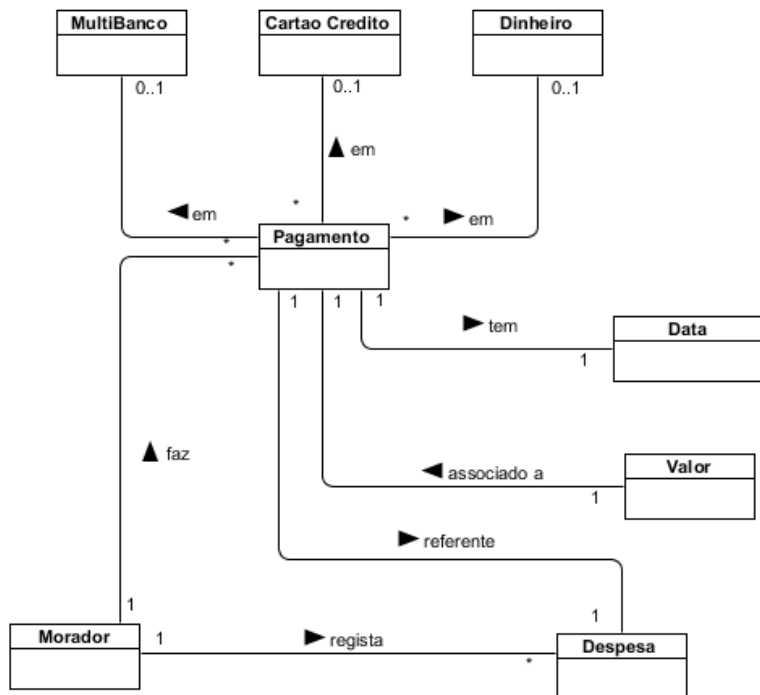 MultiBanco
Cartao Credito
Dinheiro
0..1
0..1
0..1
em
em
em
*
*
*
*
Pagamento
1
1
1
tem
1
Data
faz
associado a
1
Valor
referente
1
1
Morador
1
regista
*
Despesa